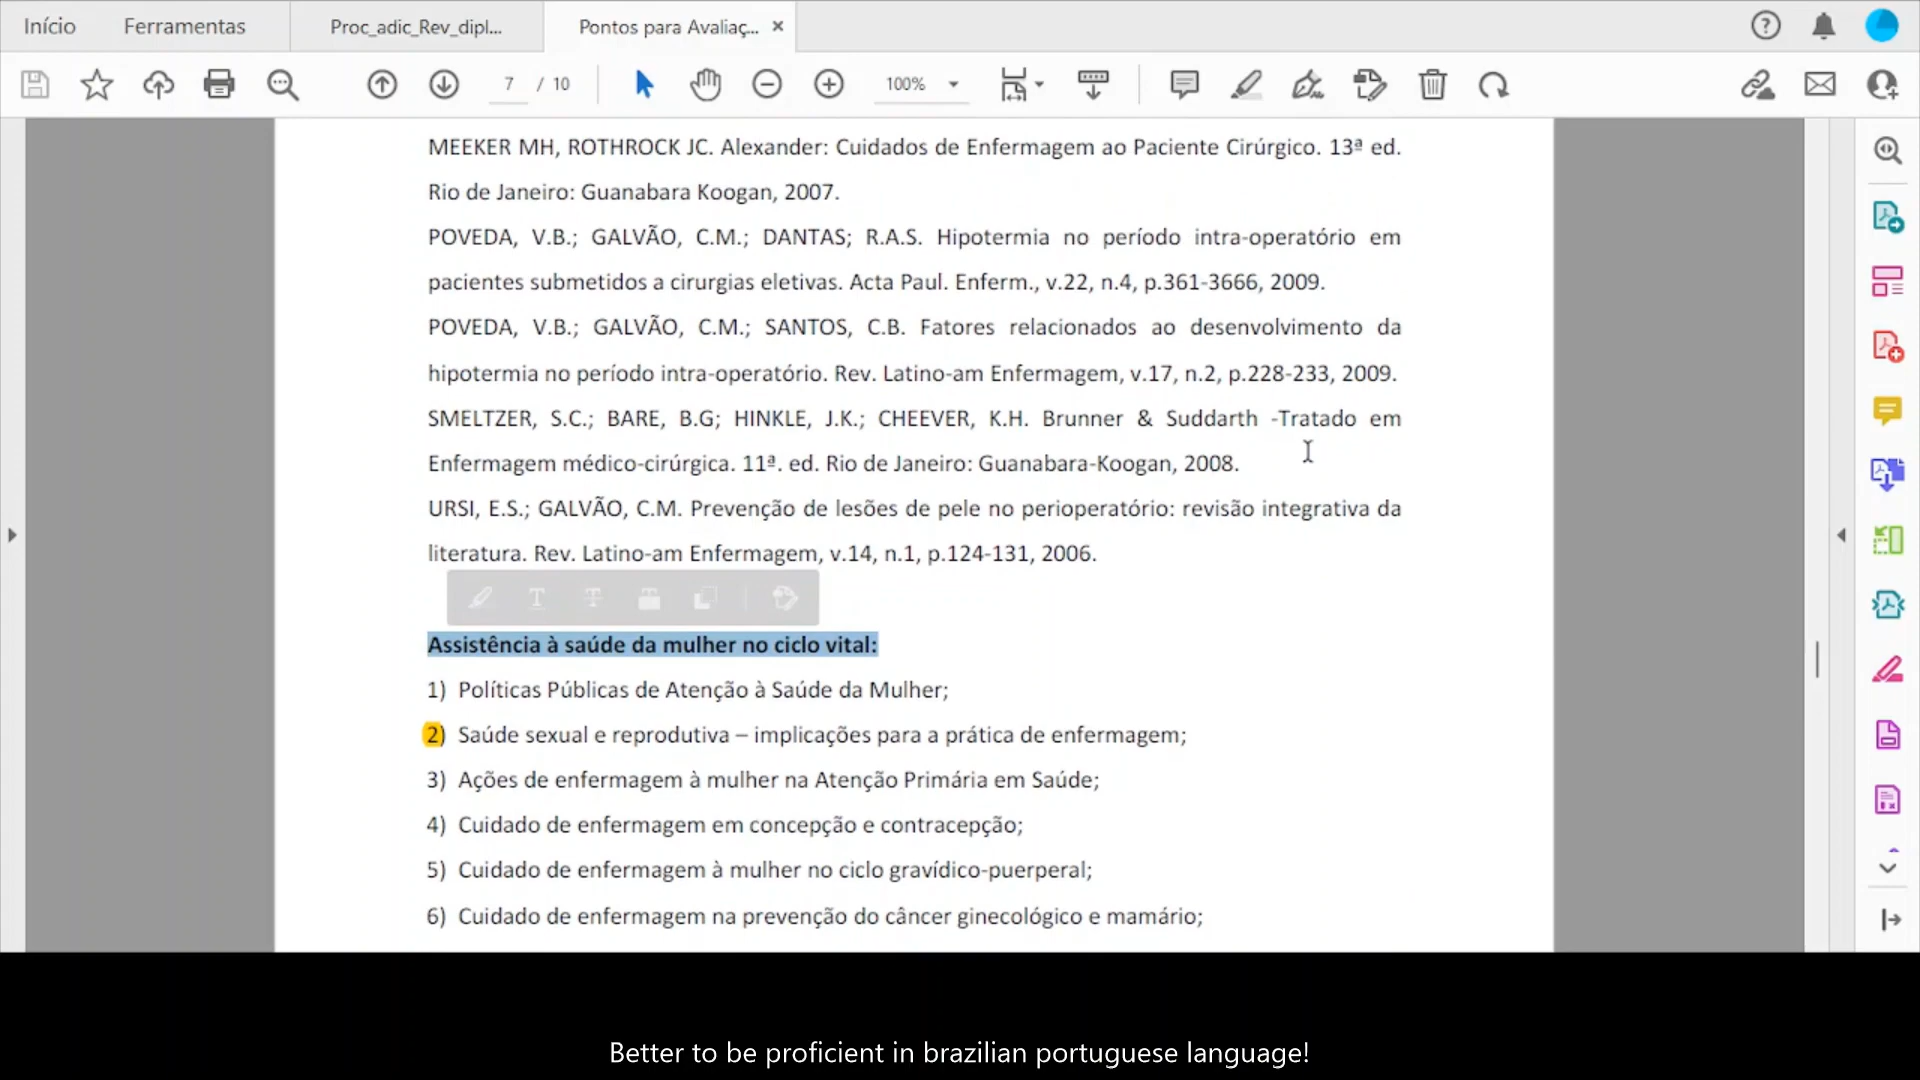 Início Ferramentas Proc_adic_Rev_dipl... Pontos para Avaliaç... ×
7 / 10 100%
MEEKER MH, ROTHROCK JC. Alexander: Cuidados de Enfermagem ao Paciente Cirúrgico. 13ª ed.
Rio de Janeiro: Guanabara Koogan, 2007.
POVEDA, V.B.; GALVÃO, C.M.; DANTAS; R.A.S. Hipotermia no período intra-operatório em
pacientes submetidos a cirurgias eletivas. Acta Paul. Enferm., v.22, n.4, p.361-3666, 2009.
POVEDA, V.B.; GALVÃO, C.M.; SANTOS, C.B. Fatores relacionados ao desenvolvimento da
hipotermia no período intra-operatório. Rev. Latino-am Enfermagem, v.17, n.2, p.228-233, 2009.
SMELTZER, S.C.; BARE, B.G; HINKLE, J.K.; CHEEVER, K.H. Brunner & Suddarth -Tratado em
Enfermagem médico-cirúrgica. 11ª. ed. Rio de Janeiro: Guanabara-Koogan, 2008.
URSI, E.S.; GALVÃO, C.M. Prevenção de lesões de pele no perioperatório: revisão integrativa da
literatura. Rev. Latino-am Enfermagem, v.14, n.1, p.124-131, 2006.
Assistência à saúde da mulher no ciclo vital:
1) Políticas Públicas de Atenção à Saúde da Mulher;
2) Saúde sexual e reprodutiva – implicações para a prática de enfermagem;
3) Ações de enfermagem à mulher na Atenção Primária em Saúde;
4) Cuidado de enfermagem em concepção e contracepção;
5) Cuidado de enfermagem à mulher no ciclo gravídico-puerperal;
6) Cuidado de enfermagem na prevenção do câncer ginecológico e mamário;
Better to be proficient in brazilian portuguese language!